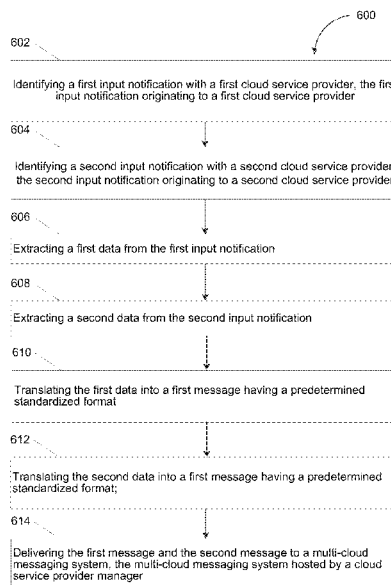 600
602
Identifying a first input notification with a first cloud service provider, the firs
input notification originating to a first cloud service provider
604
Identifying a second input notification with a second cloud service provider
the second input notification originating to a second cloud service provider
606
Extracting a first data from the first input notification
608
Extracting a second data from the second input notification
610
Translating the first data into a first message having a predetermined
standardized format
612
Translating the second data into a first message having a predetermined
standardized format;
614
Delivering the first message and the second message to a multi-cloud
messaging system, the multi-cloud messaging system hosted by a cloud
service provider manager